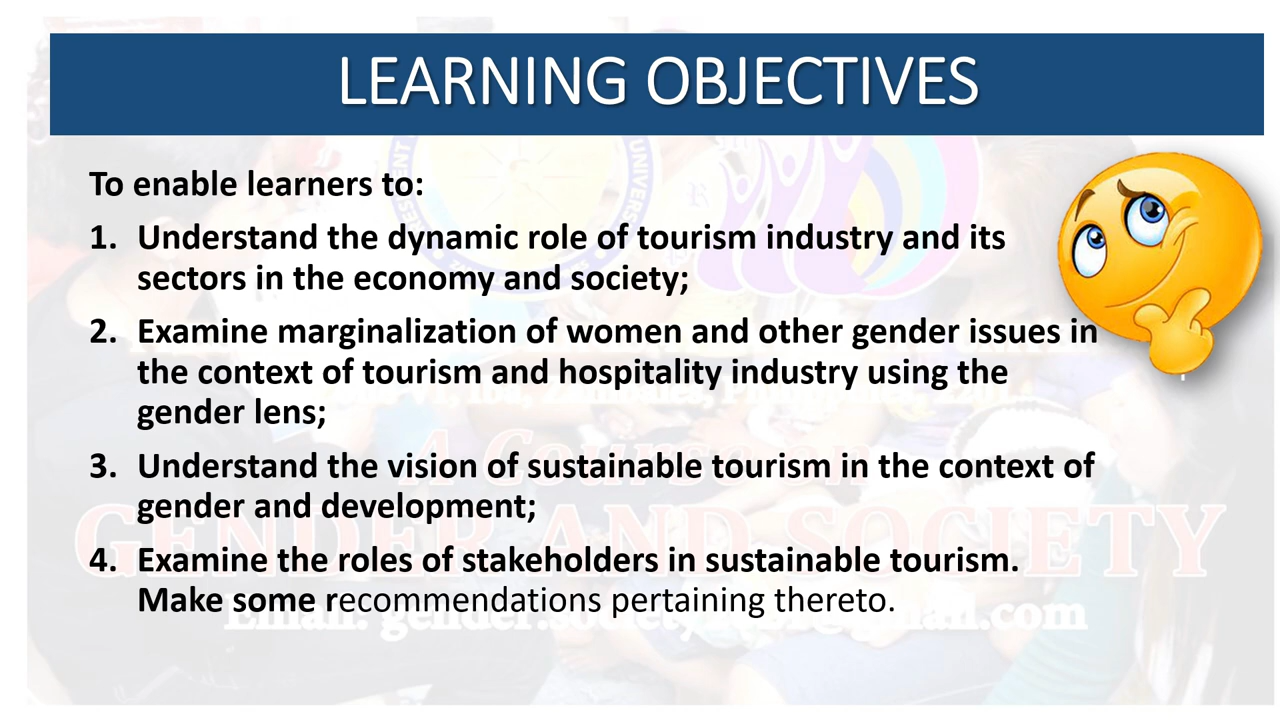 LEARNING OBJECTIVES
To enable learners to:
1. Understand the dynamic role of tourism industry and its
sectors in the economy and society;
2. Examine marginalization of women and other gender issues in
the context of tourism and hospitality industry using the
gender lens;
3. Understand the vision of sustainable tourism in the context of
gender and development;
4. Examine the roles of stakeholders in sustainable tourism.
Make some recommendations pertaining thereto.
A Course on
GENDER AND SOCIETY